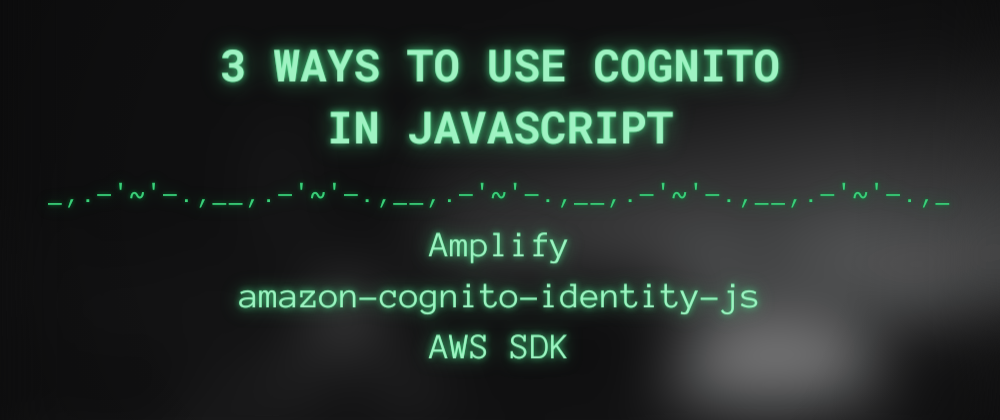 3 WAYS TO USE COGNITO
IN JAVASCRIPT
_,.-'~'-.,__,.-'~'-.,__,.-'~'-.,__,.-'~'-.,__,.-'~'-.,_
Amplify
amazon-cognito-identity-js
AWS SDK